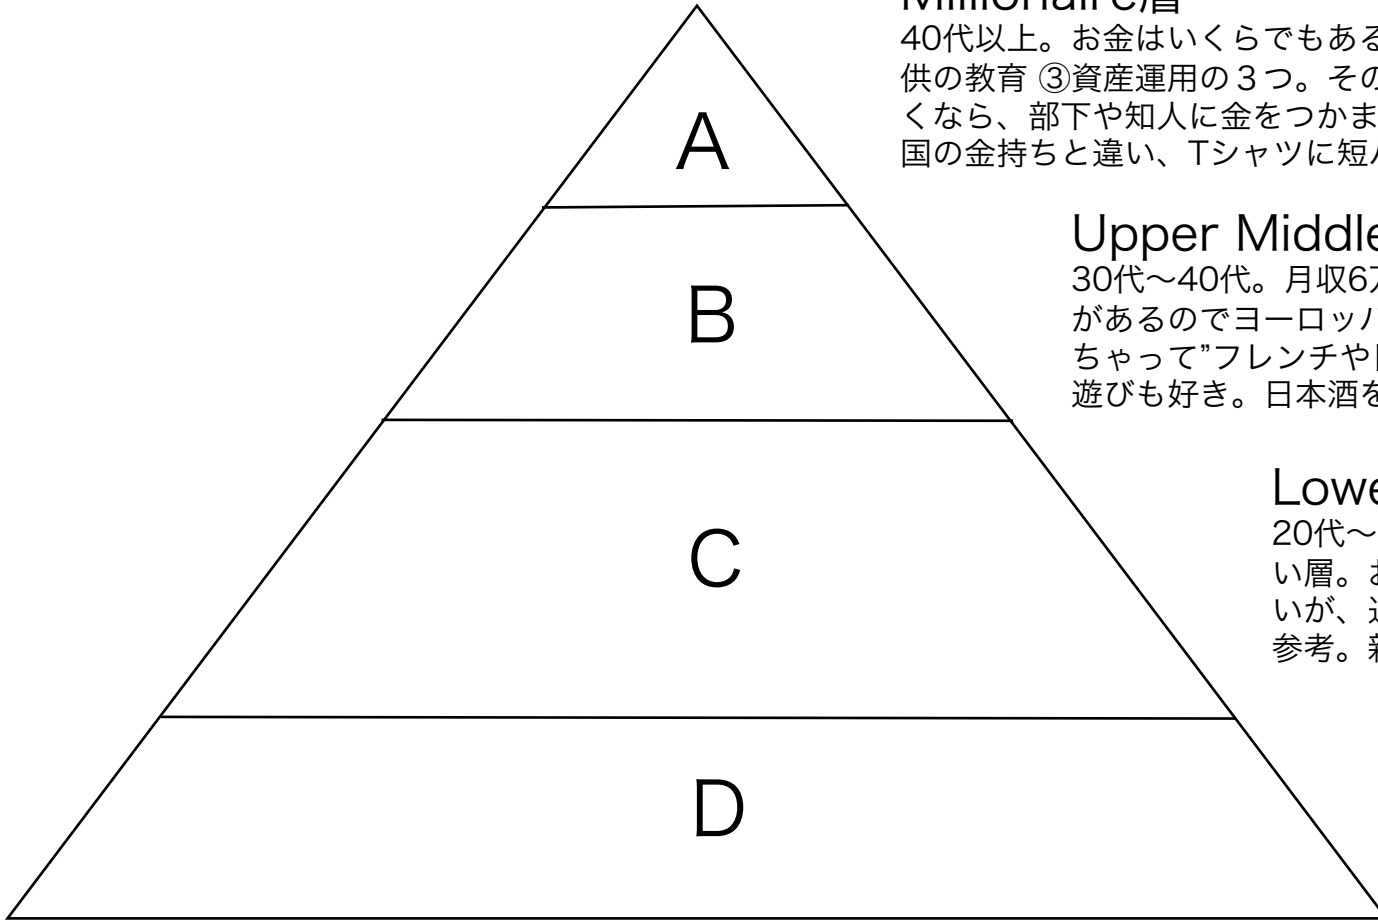 A
B
C
D
Millionaire層
40代以上。お金はいくらでもある
供の教育 ③資産運用の３つ。その
くなら、部下や知人に金をつかま
国の金持ちと違い、Tシャツに短
Upper Middle
30代〜40代。月収6
があるのでヨーロッパ
ちゃって”フレンチや
遊びも好き。日本酒を
Lowe
20代〜
い層。
いが、
参考。